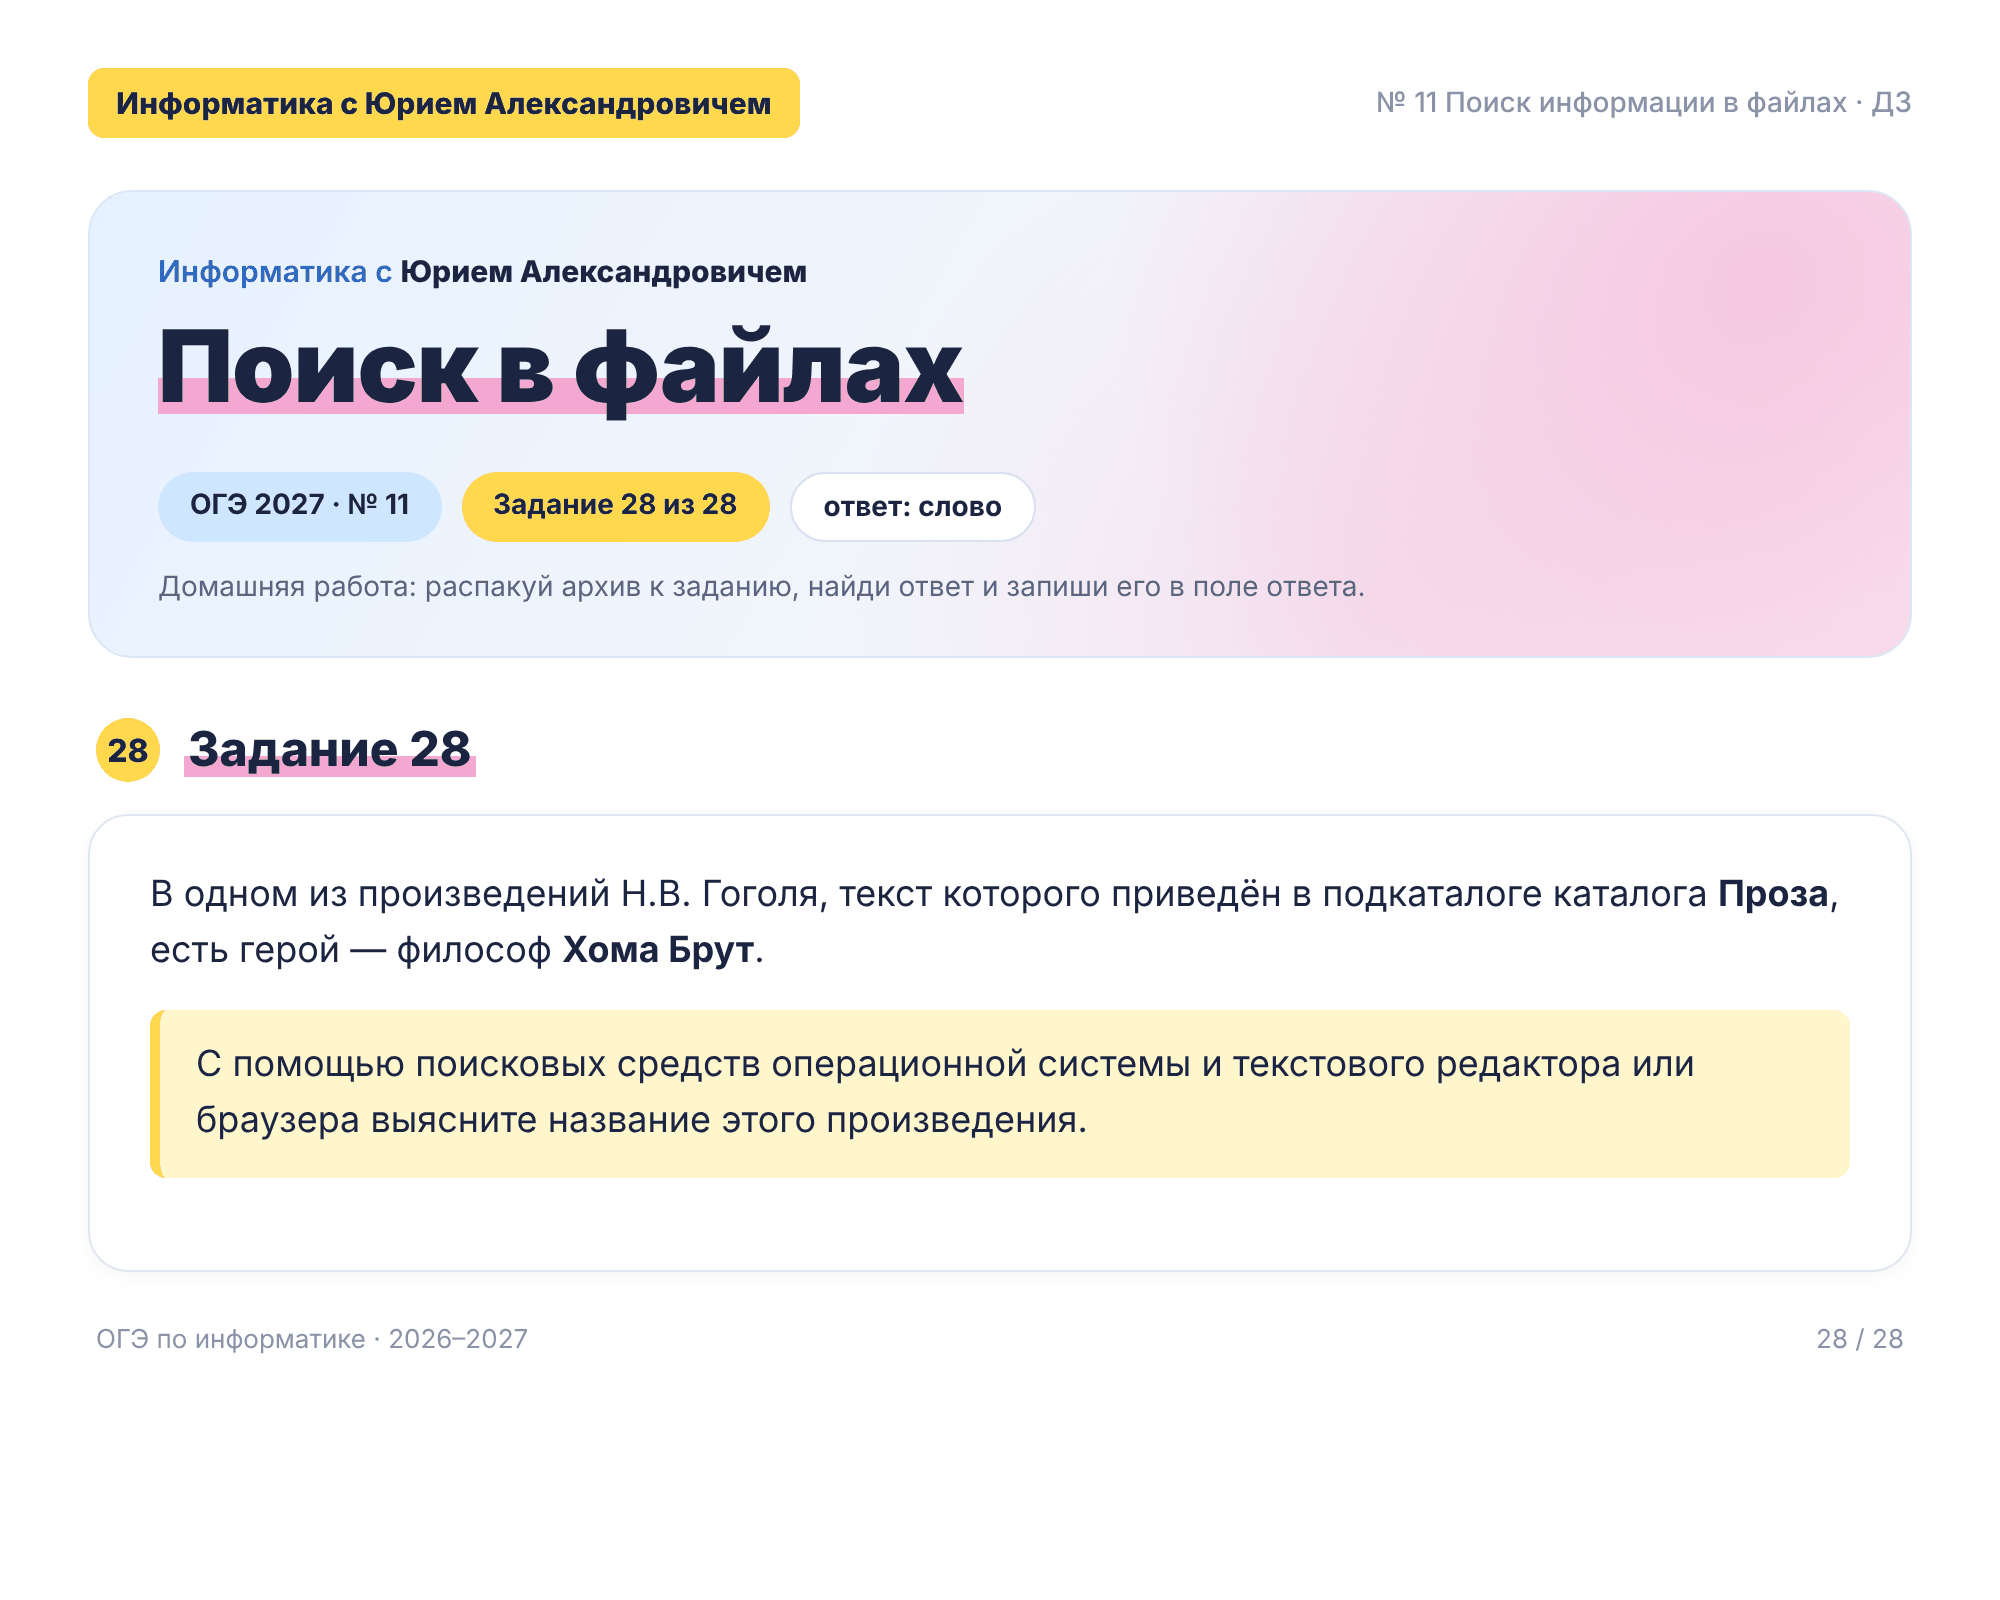 Информатика с Юрием Александровичем
№ 11 Поиск информации в файлах · ДЗ
Информатика с Юрием Александровичем
Поиск в файлах
ОГЭ 2027 · № 11
Задание 28 из 28
ответ: слово
Домашняя работа: распакуй архив к заданию, найди ответ и запиши его в поле ответа.
28 Задание 28
В одном из произведений Н.В. Гоголя, текст которого приведён в подкаталоге каталога Проза,
есть герой — философ Хома Брут.
С помощью поисковых средств операционной системы и текстового редактора или
браузера выясните название этого произведения.
ОГЭ по информатике · 2026–2027
28 / 28